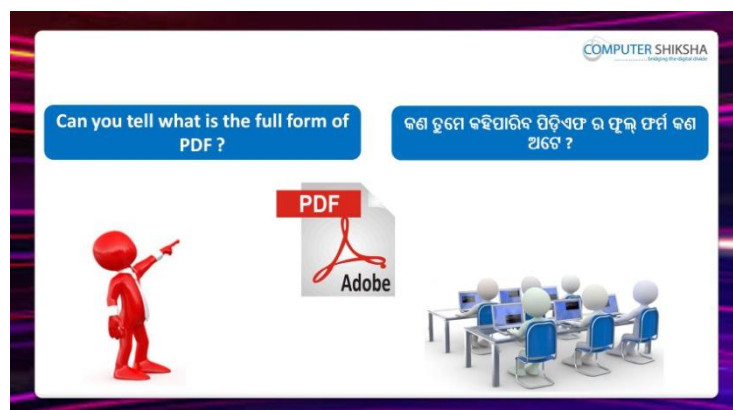 COMPUTER SHIKSHA
bridging the digital divide
Can you tell what is the full form of
PDF ?
କଣ ତୁମେ କହିପାରିବ ପିଡ଼ିଏଫ ର ଫୁଲ୍ ଫର୍ମ କଣ
ଅଟେ ?
PDF
Adobe